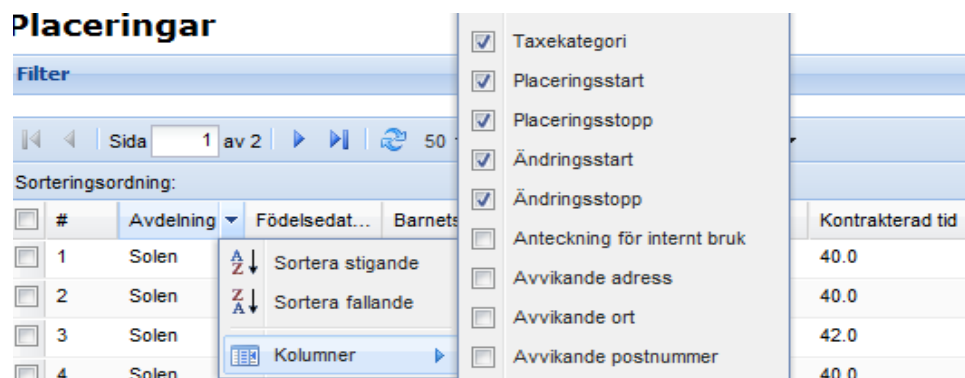 Placeringar
Filter
Sida 1 av 2 50
Sorteringsordning:
# Avdelning Födelsedat... Barnets Kontrakterad tid
1 Solen 40.0
2 Solen 40.0
3 Solen 42.0
4 Solen 40.0
Sortera stigande
Sortera fallande
Kolumner
Taxekategori
Placeringsstart
Placeringsstopp
Ändringsstart
Ändringsstopp
Anteckning för internt bruk
Avvikande adress
Avvikande ort
Avvikande postnummer